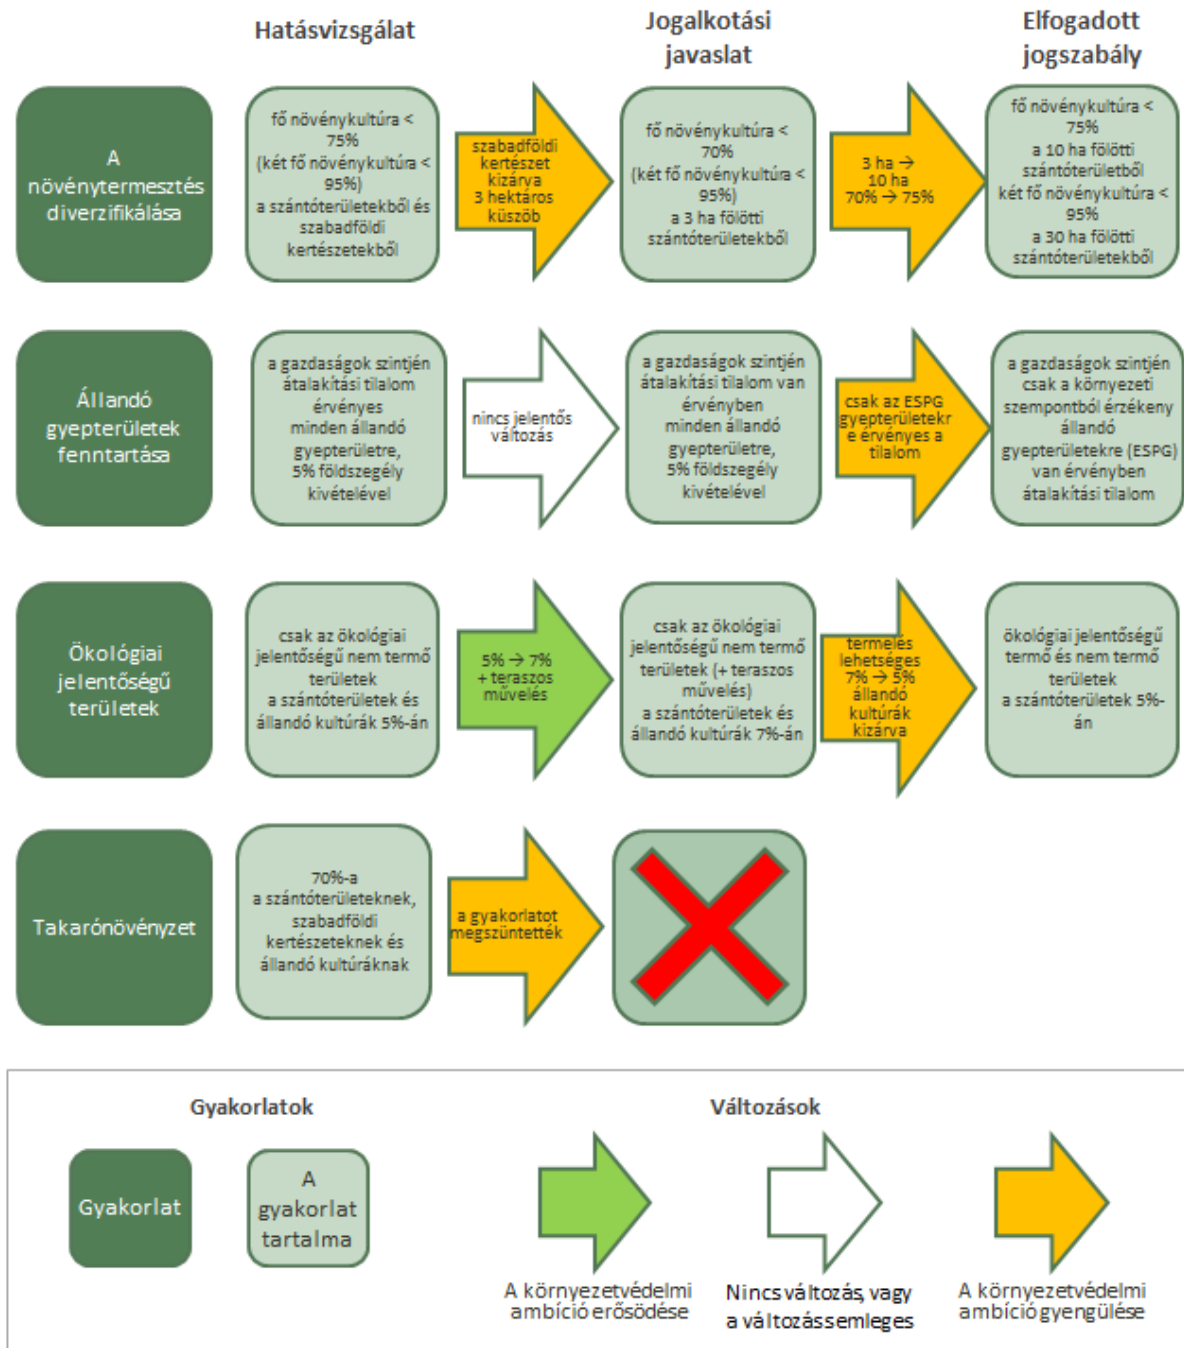 Hatásvizsgálat
Jogalkotási
javaslat
Elfogadott
jogszabály
A
növénytermesztés
diverzifikálása
fő növénykultúra <
75%
(két fő növénykultúra <
95%)
a szántóterületekből és
szabadföldi
kertészetekből
szabadföldi
kertészet
kizárva
3 hektáros
küszöb
fő növénykultúra <
70%
(két fő növénykultúra <
95%)
a 3 ha fölötti
szántóterületekből
3 ha →
10 ha
70% → 75%
fő növénykultúra <
75%
a 10 ha fölötti
szántóterületből
két fő növénykultúra <
95%
a 30 ha fölötti
szántóterületekből
Állandó
gyepterületek
fenntartása
a gazdaságok szintjén
átalakítási tilalom
érvényes
minden állandó
gyepterületre,
5% földszegély
kivételével
nincs jelentős
változás
a gazdaságok szintjén
átalakítási tilalom van
érvényben
minden állandó
gyepterületre,
5% földszegély
kivételével
csak az ESPG
gyepterületekr
e érvényes a
tilalom
a gazdaságok szintjén
csak a környezeti
szempontból érzékeny
állandó
gyepterületekre (ESPG)
van érvényben
átalakítási tilalom
Ökológiai
jelentőségű
területek
csak az ökológiai
jelentőségű nem termő
területek
a szántóterületek és
állandó kultúrák 5%-án
5% → 7%
+ teraszos
művelés
csak az ökológiai
jelentőségű nem termő
területek (+ teraszos
művelés)
a szántóterületek és
állandó kultúrák 7%-án
termelés
lehetséges
7% → 5%
állandó
kultúrák
kizárva
ökológiai jelentőségű
termő és nem termő
területek
a szántóterületek 5%-
án
Takarónövényzet
70%-a
a szántóterületeknek,
szabadföldi
kertészeteknek és
állandó kultúráknak
a gyakorlatot
megszüntették
Gyakorlatok
Változások
Gyakorlat
A
gyakorlat
tartalma
A környezetvédelmi
ambíció erősödése
Nincs változás, vagy
a változás semleges
A környezetvédelmi
ambíció gyengülése